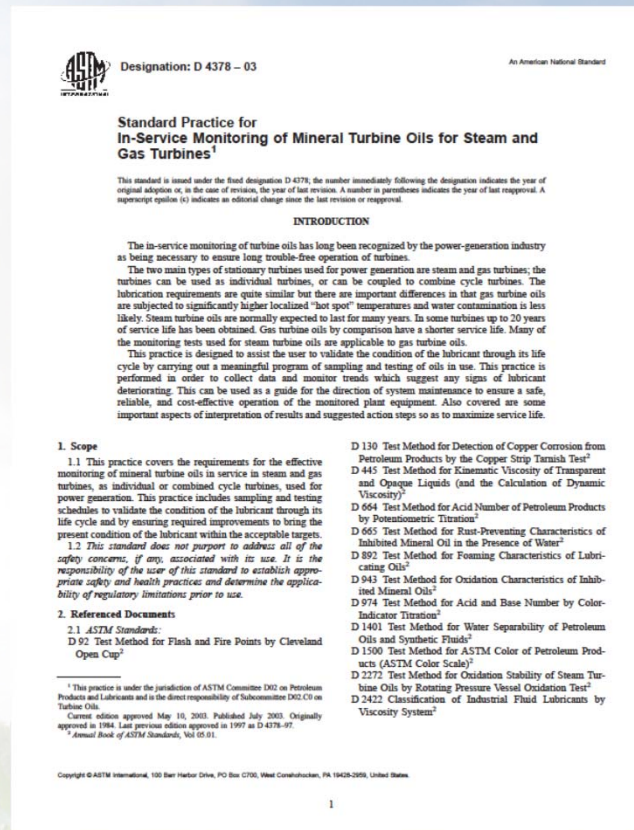 ASTM
INTERNATIONAL
Designation: D 4378 – 03
An American National Standard
Standard Practice for
In-Service Monitoring of Mineral Turbine Oils for Steam and
Gas Turbines¹
This standard is issued under the fixed designation D 4378; the number immediately following the designation indicates the year of
original adoption or, in the case of revision, the year of last revision. A number in parentheses indicates the year of last reapproval. A
superscript epsilon (ε) indicates an editorial change since the last revision or reapproval.
INTRODUCTION
The in-service monitoring of turbine oils has long been recognized by the power-generation industry
as being necessary to ensure long trouble-free operation of turbines.
The two main types of stationary turbines used for power generation are steam and gas turbines; the
turbines can be used as individual turbines, or can be coupled to combine cycle turbines. The
lubrication requirements are quite similar but there are important differences in that gas turbine oils
are subjected to significantly higher localized “hot spot” temperatures and water contamination is less
likely. Steam turbine oils are normally expected to last for many years. In some turbines up to 20 years
of service life has been obtained. Gas turbine oils by comparison have a shorter service life. Many of
the monitoring tests used for steam turbine oils are applicable to gas turbine oils.
This practice is designed to assist the user to validate the condition of the lubricant through its life
cycle by carrying out a meaningful program of sampling and testing of oils in use. This practice is
performed in order to collect data and monitor trends which suggest any signs of lubricant
deteriorating. This can be used as a guide for the direction of system maintenance to ensure a safe,
reliable, and cost-effective operation of the monitored plant equipment. Also covered are some
important aspects of interpretation of results and suggested action steps so as to maximize service life.
1. Scope
1.1 This practice covers the requirements for the effective
monitoring of mineral turbine oils in service in steam and gas
turbines, as individual or combined cycle turbines, used for
power generation. This practice includes sampling and testing
schedules to validate the condition of the lubricant through its
life cycle and by ensuring required improvements to bring the
present condition of the lubricant within the acceptable targets.
1.2 This standard does not purport to address all of the
safety concerns, if any, associated with its use. It is the
responsibility of the user of this standard to establish appro-
priate safety and health practices and determine the applica-
bility of regulatory limitations prior to use.
2. Referenced Documents
2.1 ASTM Standards:
D 92 Test Method for Flash and Fire Points by Cleveland
Open Cup²
D 130 Test Method for Detection of Copper Corrosion from
Petroleum Products by the Copper Strip Tarnish Test²
D 445 Test Method for Kinematic Viscosity of Transparent
and Opaque Liquids (and the Calculation of Dynamic
Viscosity)²
D 664 Test Method for Acid Number of Petroleum Products
by Potentiometric Titration²
D 665 Test Method for Rust-Preventing Characteristics of
Inhibited Mineral Oil in the Presence of Water²
D 892 Test Method for Foaming Characteristics of Lubri-
cating Oils²
D 943 Test Method for Oxidation Characteristics of Inhib-
ited Mineral Oils²
D 974 Test Method for Acid and Base Number by Color-
Indicator Titration²
D 1401 Test Method for Water Separability of Petroleum
Oils and Synthetic Fluids²
D 1500 Test Method for ASTM Color of Petroleum Prod-
ucts (ASTM Color Scale)²
D 2272 Test Method for Oxidation Stability of Steam Tur-
bine Oils by Rotating Pressure Vessel Oxidation Test²
D 2422 Classification of Industrial Fluid Lubricants by
Viscosity System²
¹ This practice is under the jurisdiction of ASTM Committee D02 on Petroleum
Products and Lubricants and is the direct responsibility of Subcommittee D02.C0 on
Turbine Oils.
Current edition approved May 10, 2003. Published July 2003. Originally
approved in 1984. Last previous edition approved in 1997 as D 4378–97.
² Annual Book of ASTM Standards, Vol 05.01.
Copyright © ASTM International, 100 Barr Harbor Drive, PO Box C700, West Conshohocken, PA 19428-2959, United States.
1